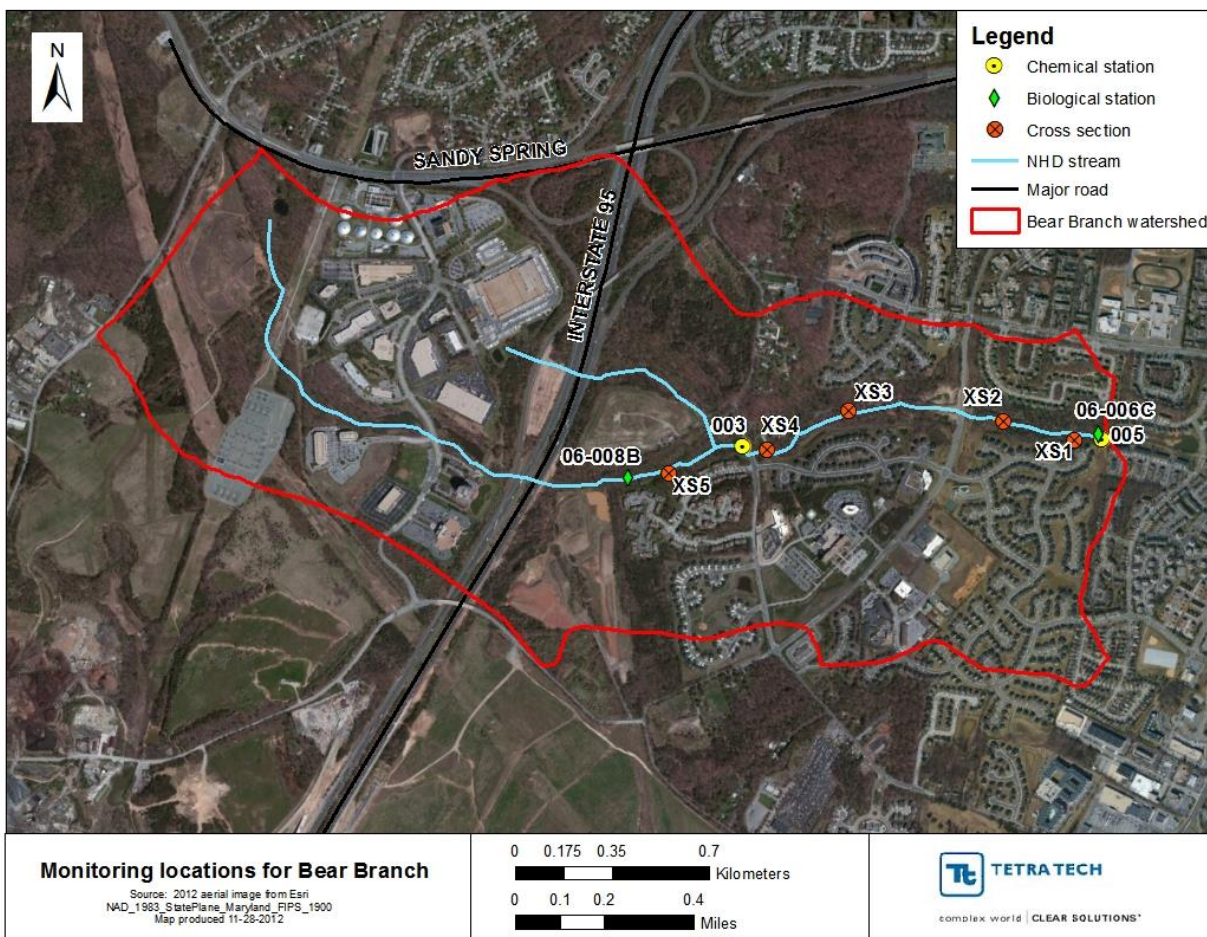 N
SANDY SPRING
INTERSTATE 95
Legend
Chemical station
Biological station
Cross section
NHD stream
Major road
Bear Branch watershed
003
XS4
XS3
XS2
06-006C
005
XS1
06-008B
XS5
Monitoring locations for Bear Branch
Source: 2012 aerial image from Esri
NAD_1983_StatePlane_Maryland_FIPS_1900
Map produced 11-28-2012
0 0.175 0.35 0.7
Kilometers
0 0.1 0.2 0.4
Miles
Tt TETRA TECH
complex world | CLEAR SOLUTIONS™